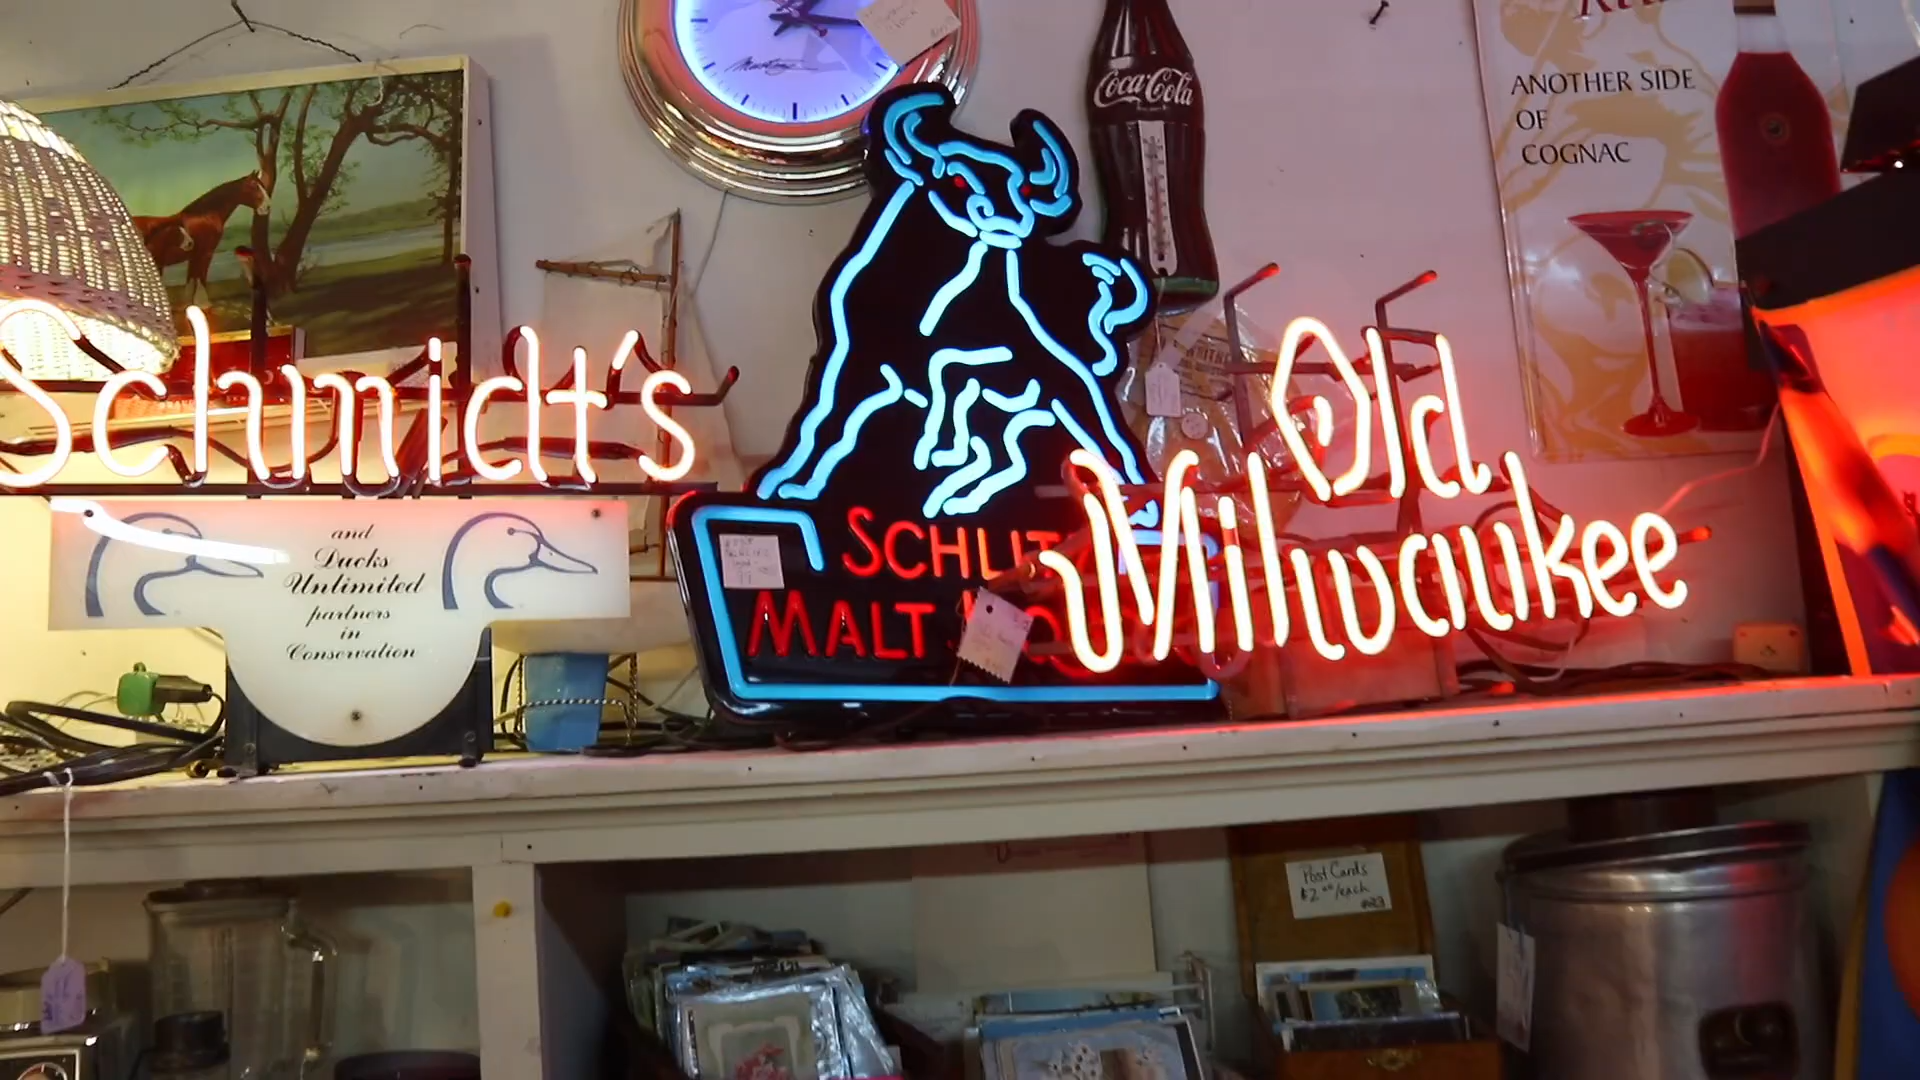 Coca-Cola
ANOTHER SIDE
OF
COGNAC
Schmidt's
and
Ducks
Unlimited
partners
in
Conservation
SCHLIT
MALT
Old
Milwaukee
Post Cards
$2.00/each